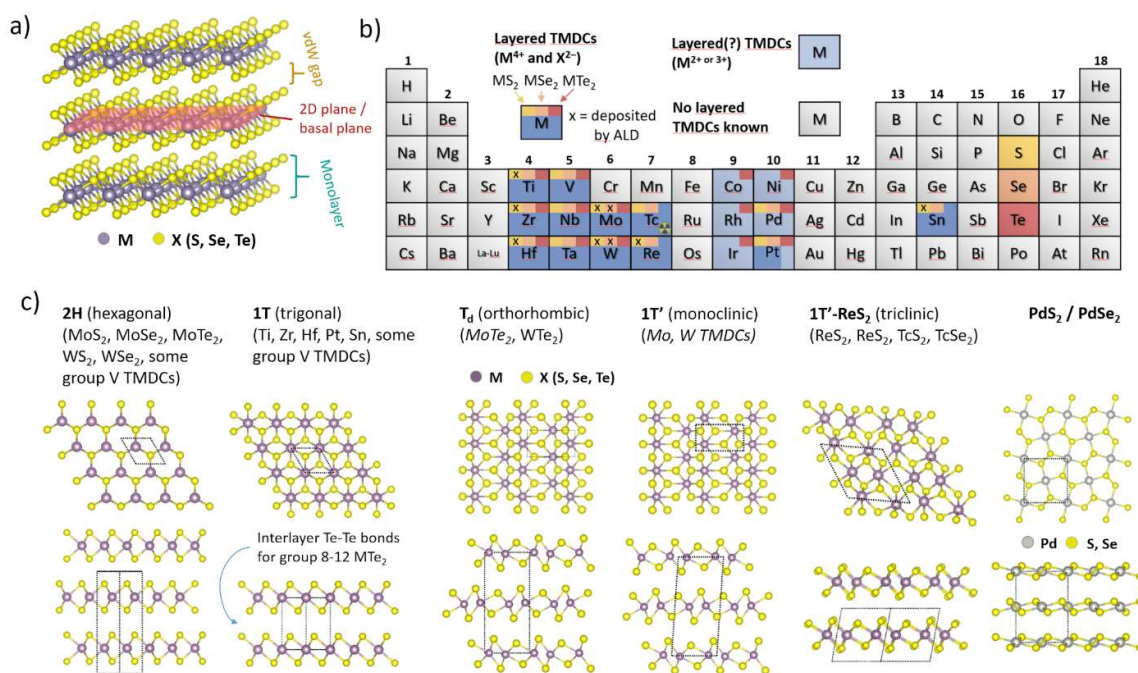 a)
vdW gap
2D plane /
basal plane
Monolayer
M X (S, Se, Te)
b)
Layered TMDCs
(M⁴⁺ and X²⁻)
MS₂ MSe₂ MTe₂
M
x = deposited
by ALD
Layered(?) TMDCs
(M²⁺ or 3+)
M
No layered
TMDCs known
M
1 18
H 2 13 14 15 16 17 He
Li Be B C N O F Ne
Na Mg 3 4 5 6 7 8 9 10 11 12 Al Si P S Cl Ar
K Ca Sc X Ti V Cr Mn Fe Co Ni Cu Zn Ga Ge As Se Br Kr
Rb Sr Y X Zr Nb X X Mo Tc Ru Rh Pd Ag Cd In X Sn Sb Te I Xe
Cs Ba La-Lu X Hf Ta X X W X Re Os Ir Pt Au Hg Tl Pb Bi Po At Rn
c)
2H (hexagonal)
(MoS₂, MoSe₂, MoTe₂,
WS₂, WSe₂, some
group V TMDCs)
1T (trigonal)
(Ti, Zr, Hf, Pt, Sn, some
group V TMDCs)
T_d (orthorhombic)
(MoTe₂, WTe₂)
1T' (monoclinic)
(Mo, W TMDCs)
1T'-ReS₂ (triclinic)
(ReS₂, ReS₂, TcS₂, TcSe₂)
PdS₂ / PdSe₂
M X (S, Se, Te)
Interlayer Te-Te bonds
for group 8-12 MTe₂
Pd S, Se